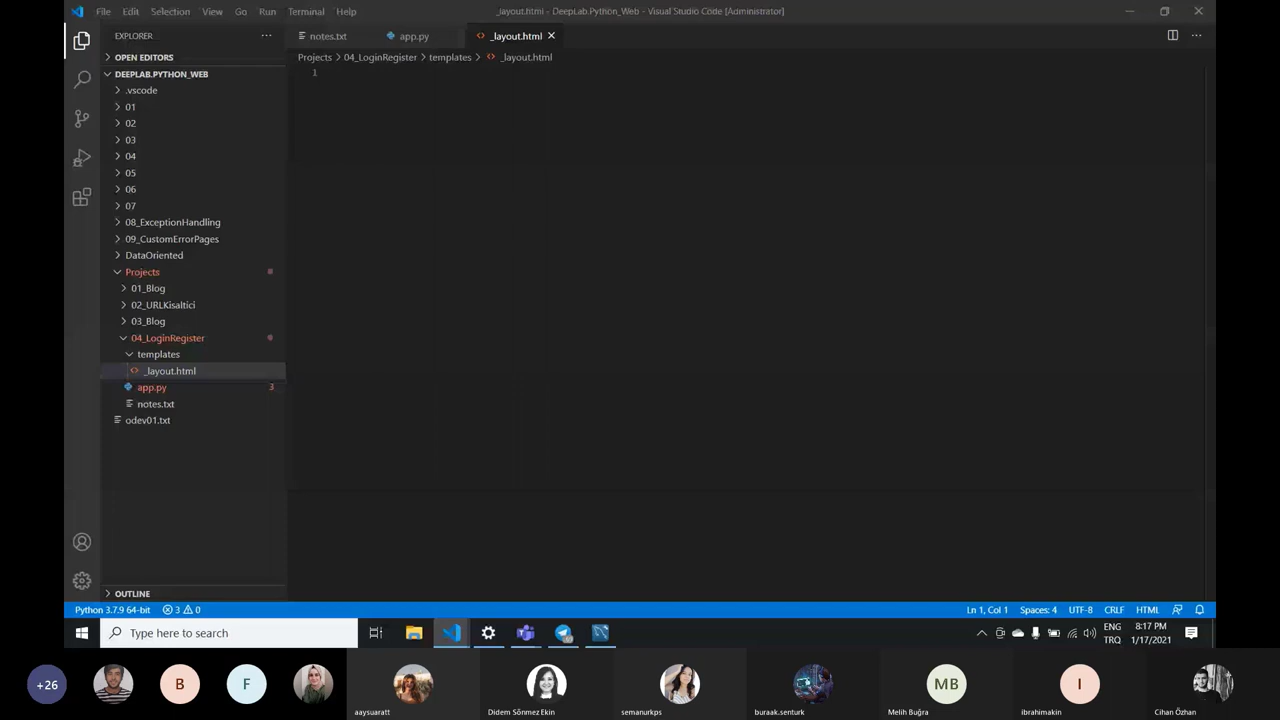 File Edit Selection View Go Run Terminal Help
_layout.html - DeepLab.Python_Web - Visual Studio Code [Administrator]
EXPLORER
notes.txt
app.py
_layout.html
OPEN EDITORS
Projects > 04_LoginRegister > templates > _layout.html
DEEPLAB.PYTHON_WEB
1
.vscode
01
02
03
04
05
06
07
08_ExceptionHandling
09_CustomErrorPages
DataOriented
Projects
01_Blog
02_URLKisaltici
03_Blog
04_LoginRegister
templates
_layout.html
app.py 3
notes.txt
odev01.txt
OUTLINE
Python 3.7.9 64-bit 3 0
Ln 1, Col 1 Spaces: 4 UTF-8 CRLF HTML
Type here to search
ENG
TRQ
8:17 PM
1/17/2021
+26
B
F
MB
I
aaysuaratt
Didem Sönmez Ekin
semanurkps
buraak.senturk
Melih Buğra
ibrahimakin
Cihan Özhan